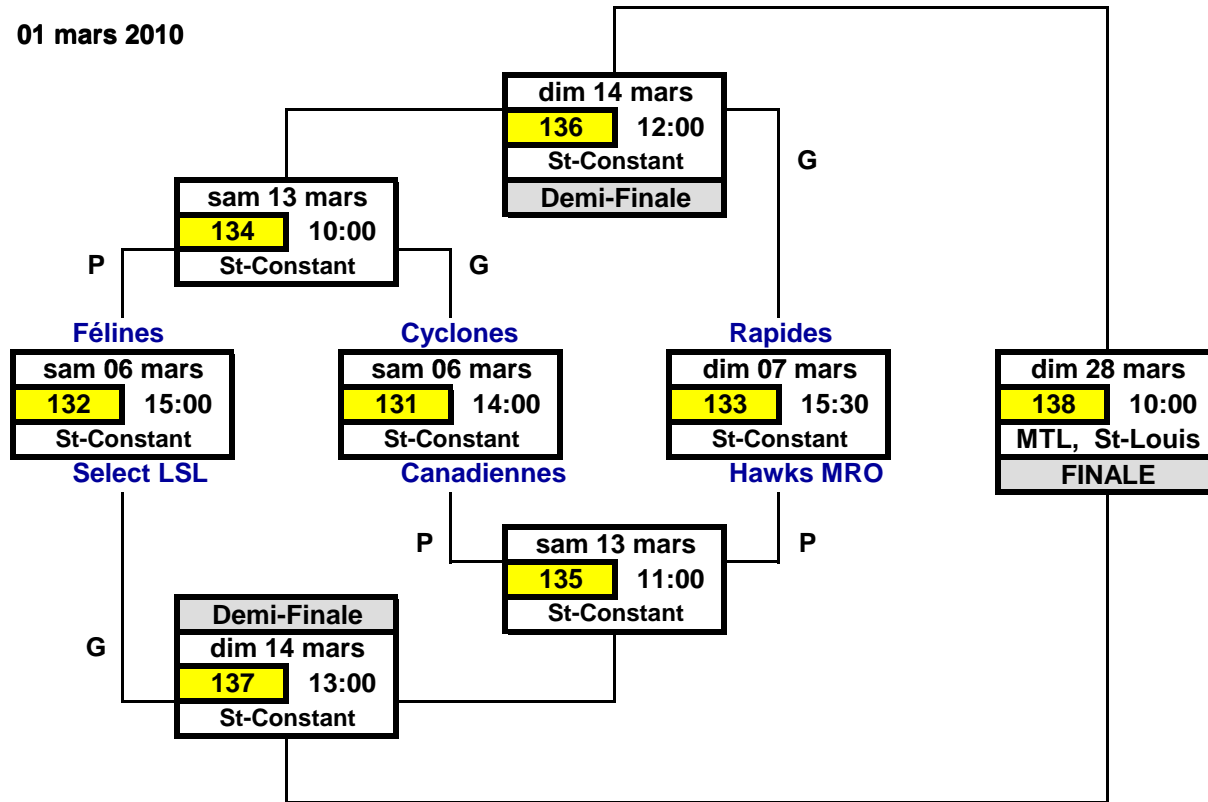 01 mars 2010
dim 14 mars
136 12:00
St-Constant
Demi-Finale
G
sam 13 mars
134 10:00
St-Constant
P
G
Félines
sam 06 mars
132 15:00
St-Constant
Select LSL
Cyclones
sam 06 mars
131 14:00
St-Constant
Canadiennes
Rapides
dim 07 mars
133 15:30
St-Constant
Hawks MRO
dim 28 mars
138 10:00
MTL, St-Louis
FINALE
P
sam 13 mars
135 11:00
St-Constant
P
G
Demi-Finale
dim 14 mars
137 13:00
St-Constant